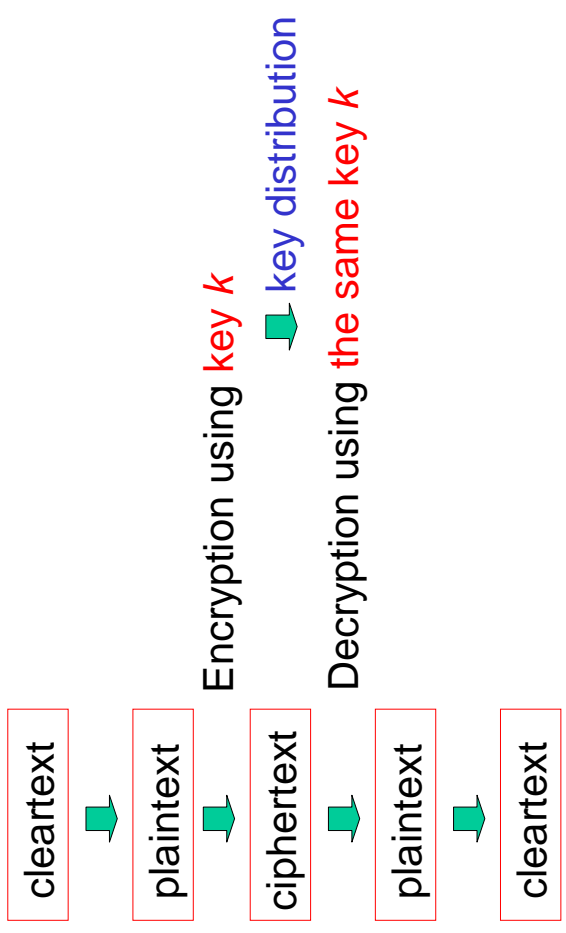 cleartext
plaintext
Encryption using key k
ciphertext
key distribution
Decryption using the same key k
plaintext
cleartext